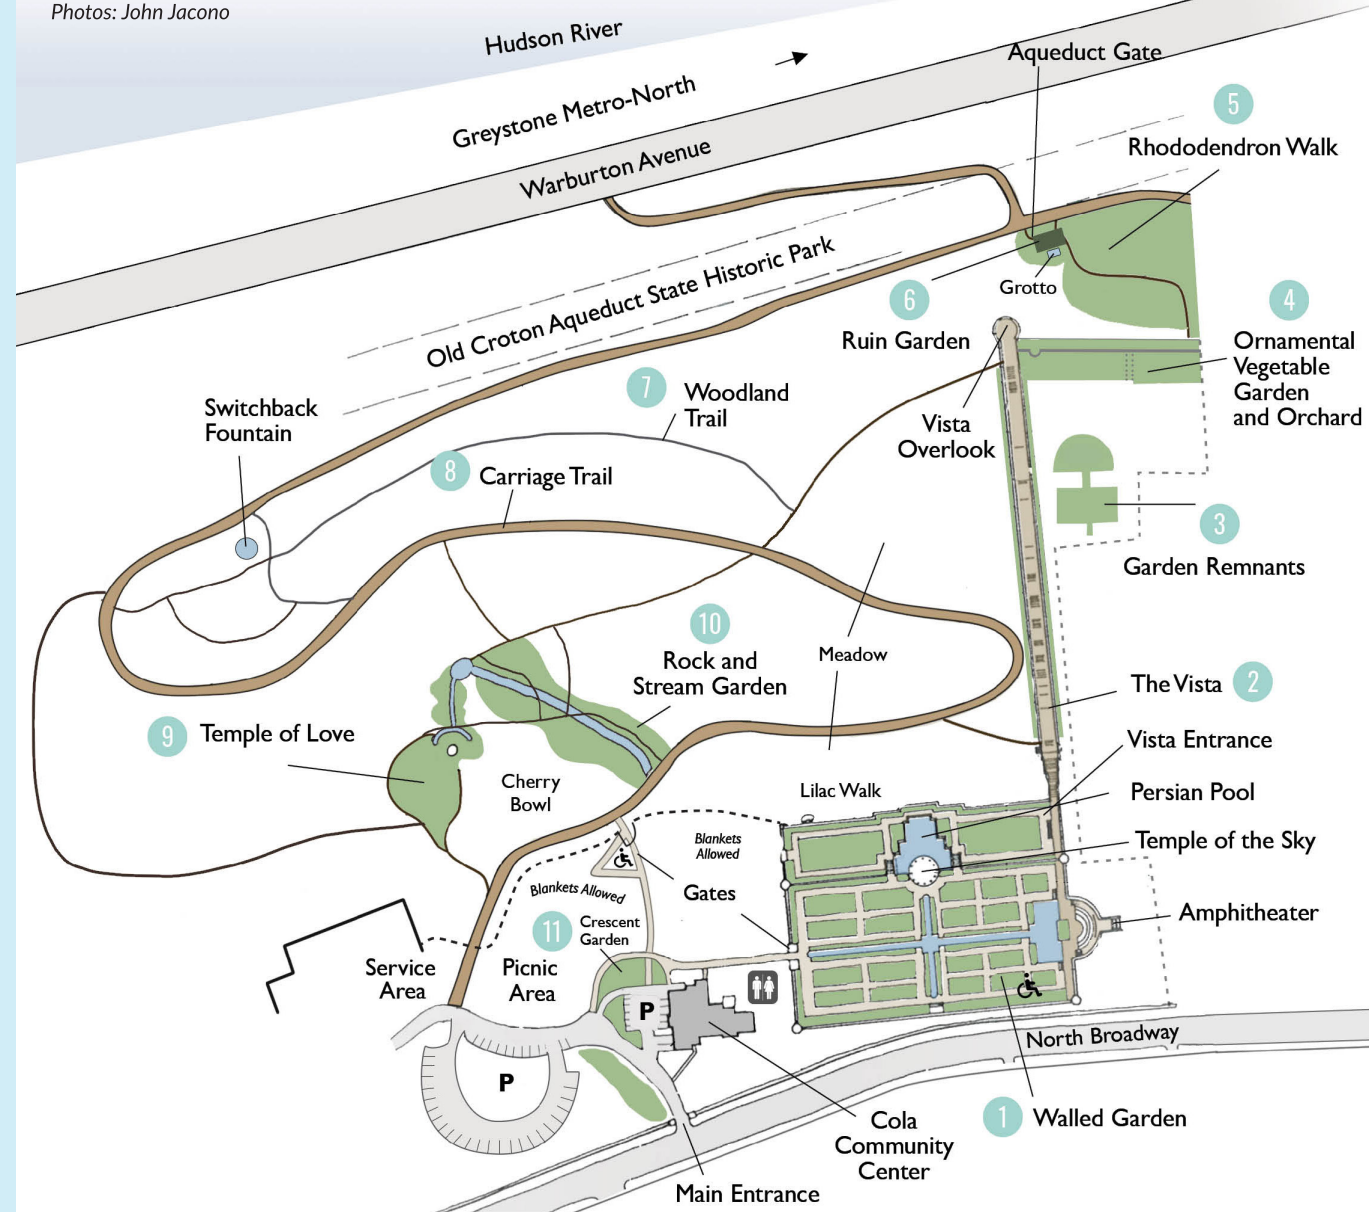 Photos: John Jacono
Hudson River
Greystone Metro-North
Warburton Avenue
Aqueduct Gate
5
Rhododendron Walk
Old Croton Aqueduct State Historic Park
Grotto
6
Ruin Garden
4
Ornamental
Vegetable
Garden
and Orchard
Vista
Overlook
7
Woodland
Trail
Switchback
Fountain
8
Carriage Trail
3
Garden Remnants
10
Rock and
Stream Garden
Meadow
The Vista
2
9
Temple of Love
Vista Entrance
Cherry
Bowl
Lilac Walk
Persian Pool
Temple of the Sky
Blankets
Allowed
Blankets Allowed
Gates
Amphitheater
11
Crescent
Garden
Service
Area
Picnic
Area
P
P
North Broadway
1
Walled Garden
Cola
Community
Center
Main Entrance